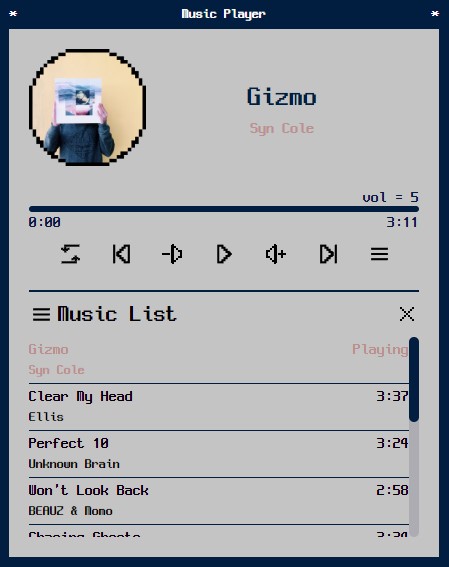 * Music Player *
Gizmo
Syn Cole
vol = 5
0:00 3:11
Music List
Gizmo Playing
Syn Cole
Clear My Head 3:37
Ellis
Perfect 10 3:24
Unknown Brain
Won't Look Back 2:58
BEAUZ & Momo